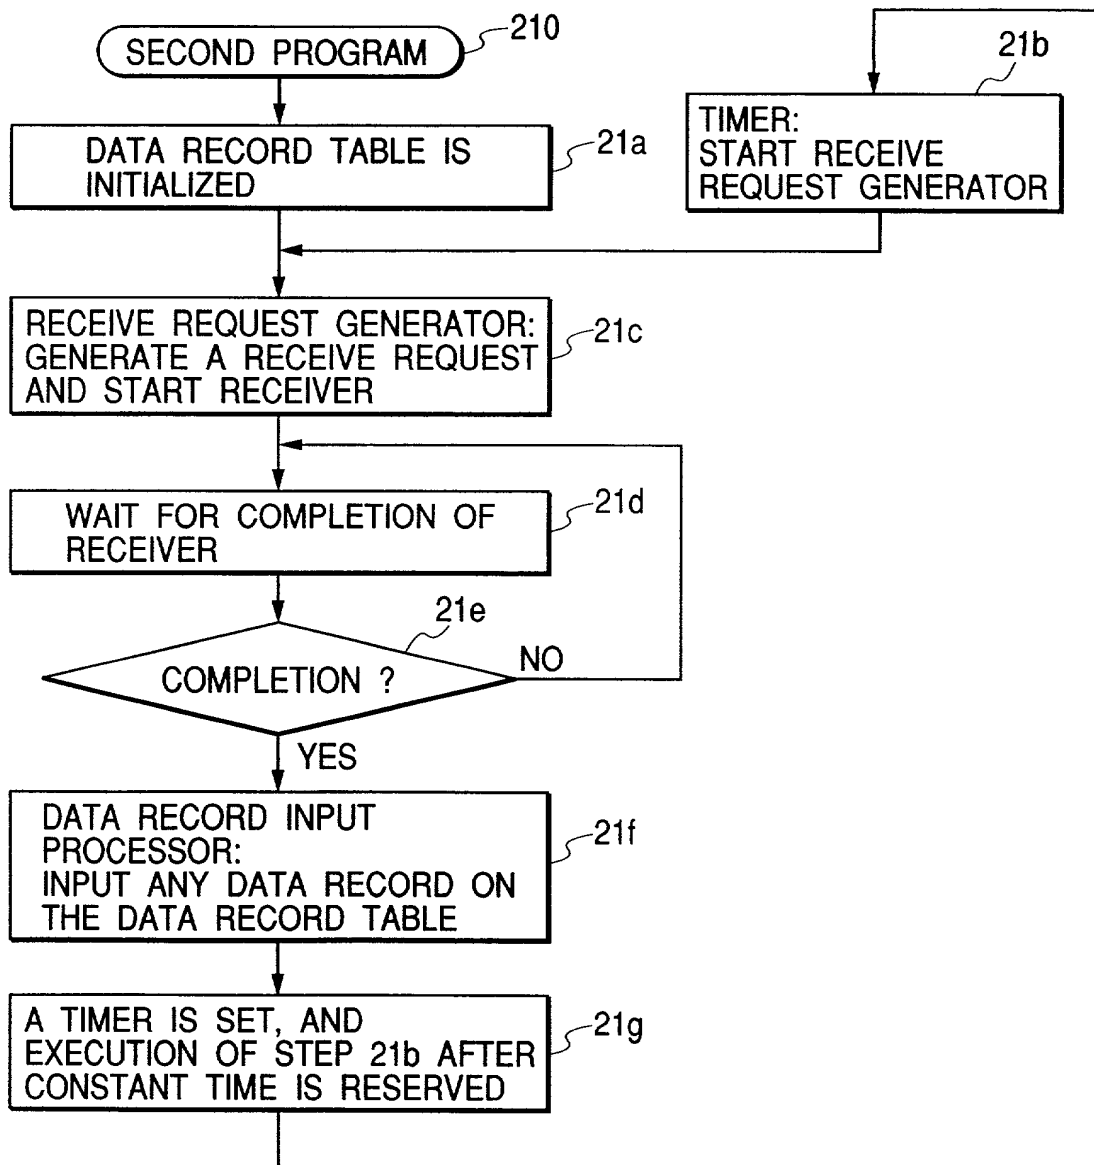 SECOND PROGRAM
210
DATA RECORD TABLE IS
INITIALIZED
21a
21b
TIMER:
START RECEIVE
REQUEST GENERATOR
RECEIVE REQUEST GENERATOR:
GENERATE A RECEIVE REQUEST
AND START RECEIVER
21c
WAIT FOR COMPLETION OF
RECEIVER
21d
21e
COMPLETION ?
NO
YES
DATA RECORD INPUT
PROCESSOR:
INPUT ANY DATA RECORD ON
THE DATA RECORD TABLE
21f
A TIMER IS SET, AND
EXECUTION OF STEP 21b AFTER
CONSTANT TIME IS RESERVED
21g